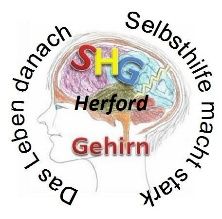 Das Leben danach
Selbsthilfe macht stark
SHG
Herford
Gehirn